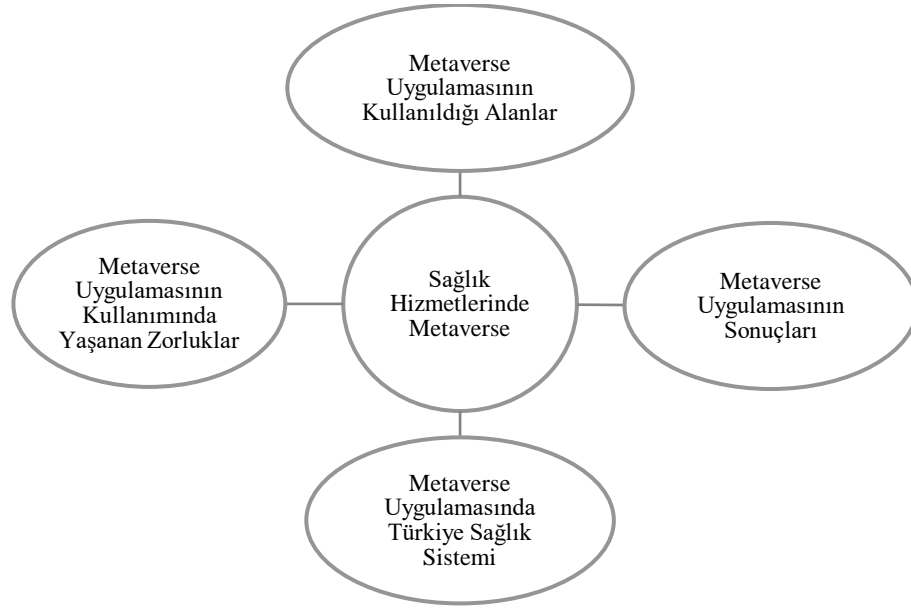 Metaverse
Uygulamasının
Kullanıldığı Alanlar
Metaverse
Uygulamasının
Kullanımında
Yaşanan Zorluklar
Sağlık
Hizmetlerinde
Metaverse
Metaverse
Uygulamasının
Sonuçları
Metaverse
Uygulamasında
Türkiye Sağlık
Sistemi